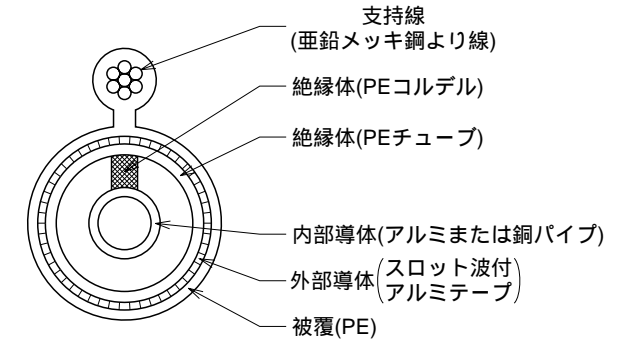 支持線
(亜鉛メッキ鋼より線)
絶縁体(PEコルデル)
絶縁体(PEチューブ)
内部導体(アルミまたは銅パイプ)
外部導体(スロット波付
アルミテープ)
被覆(PE)